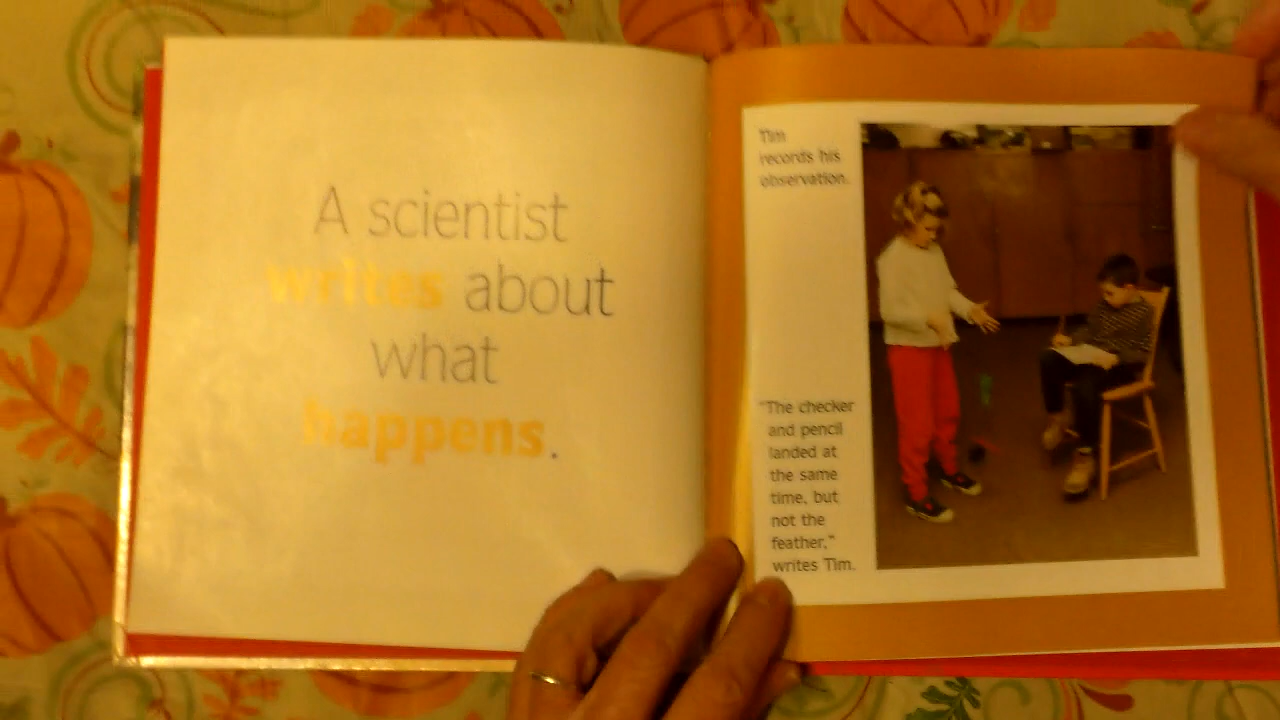 A scientist
writes about
what
happens.
Tim
records his
observation.
"The checker
and pencil
landed at
the same
time, but
not the
feather,"
writes Tim.